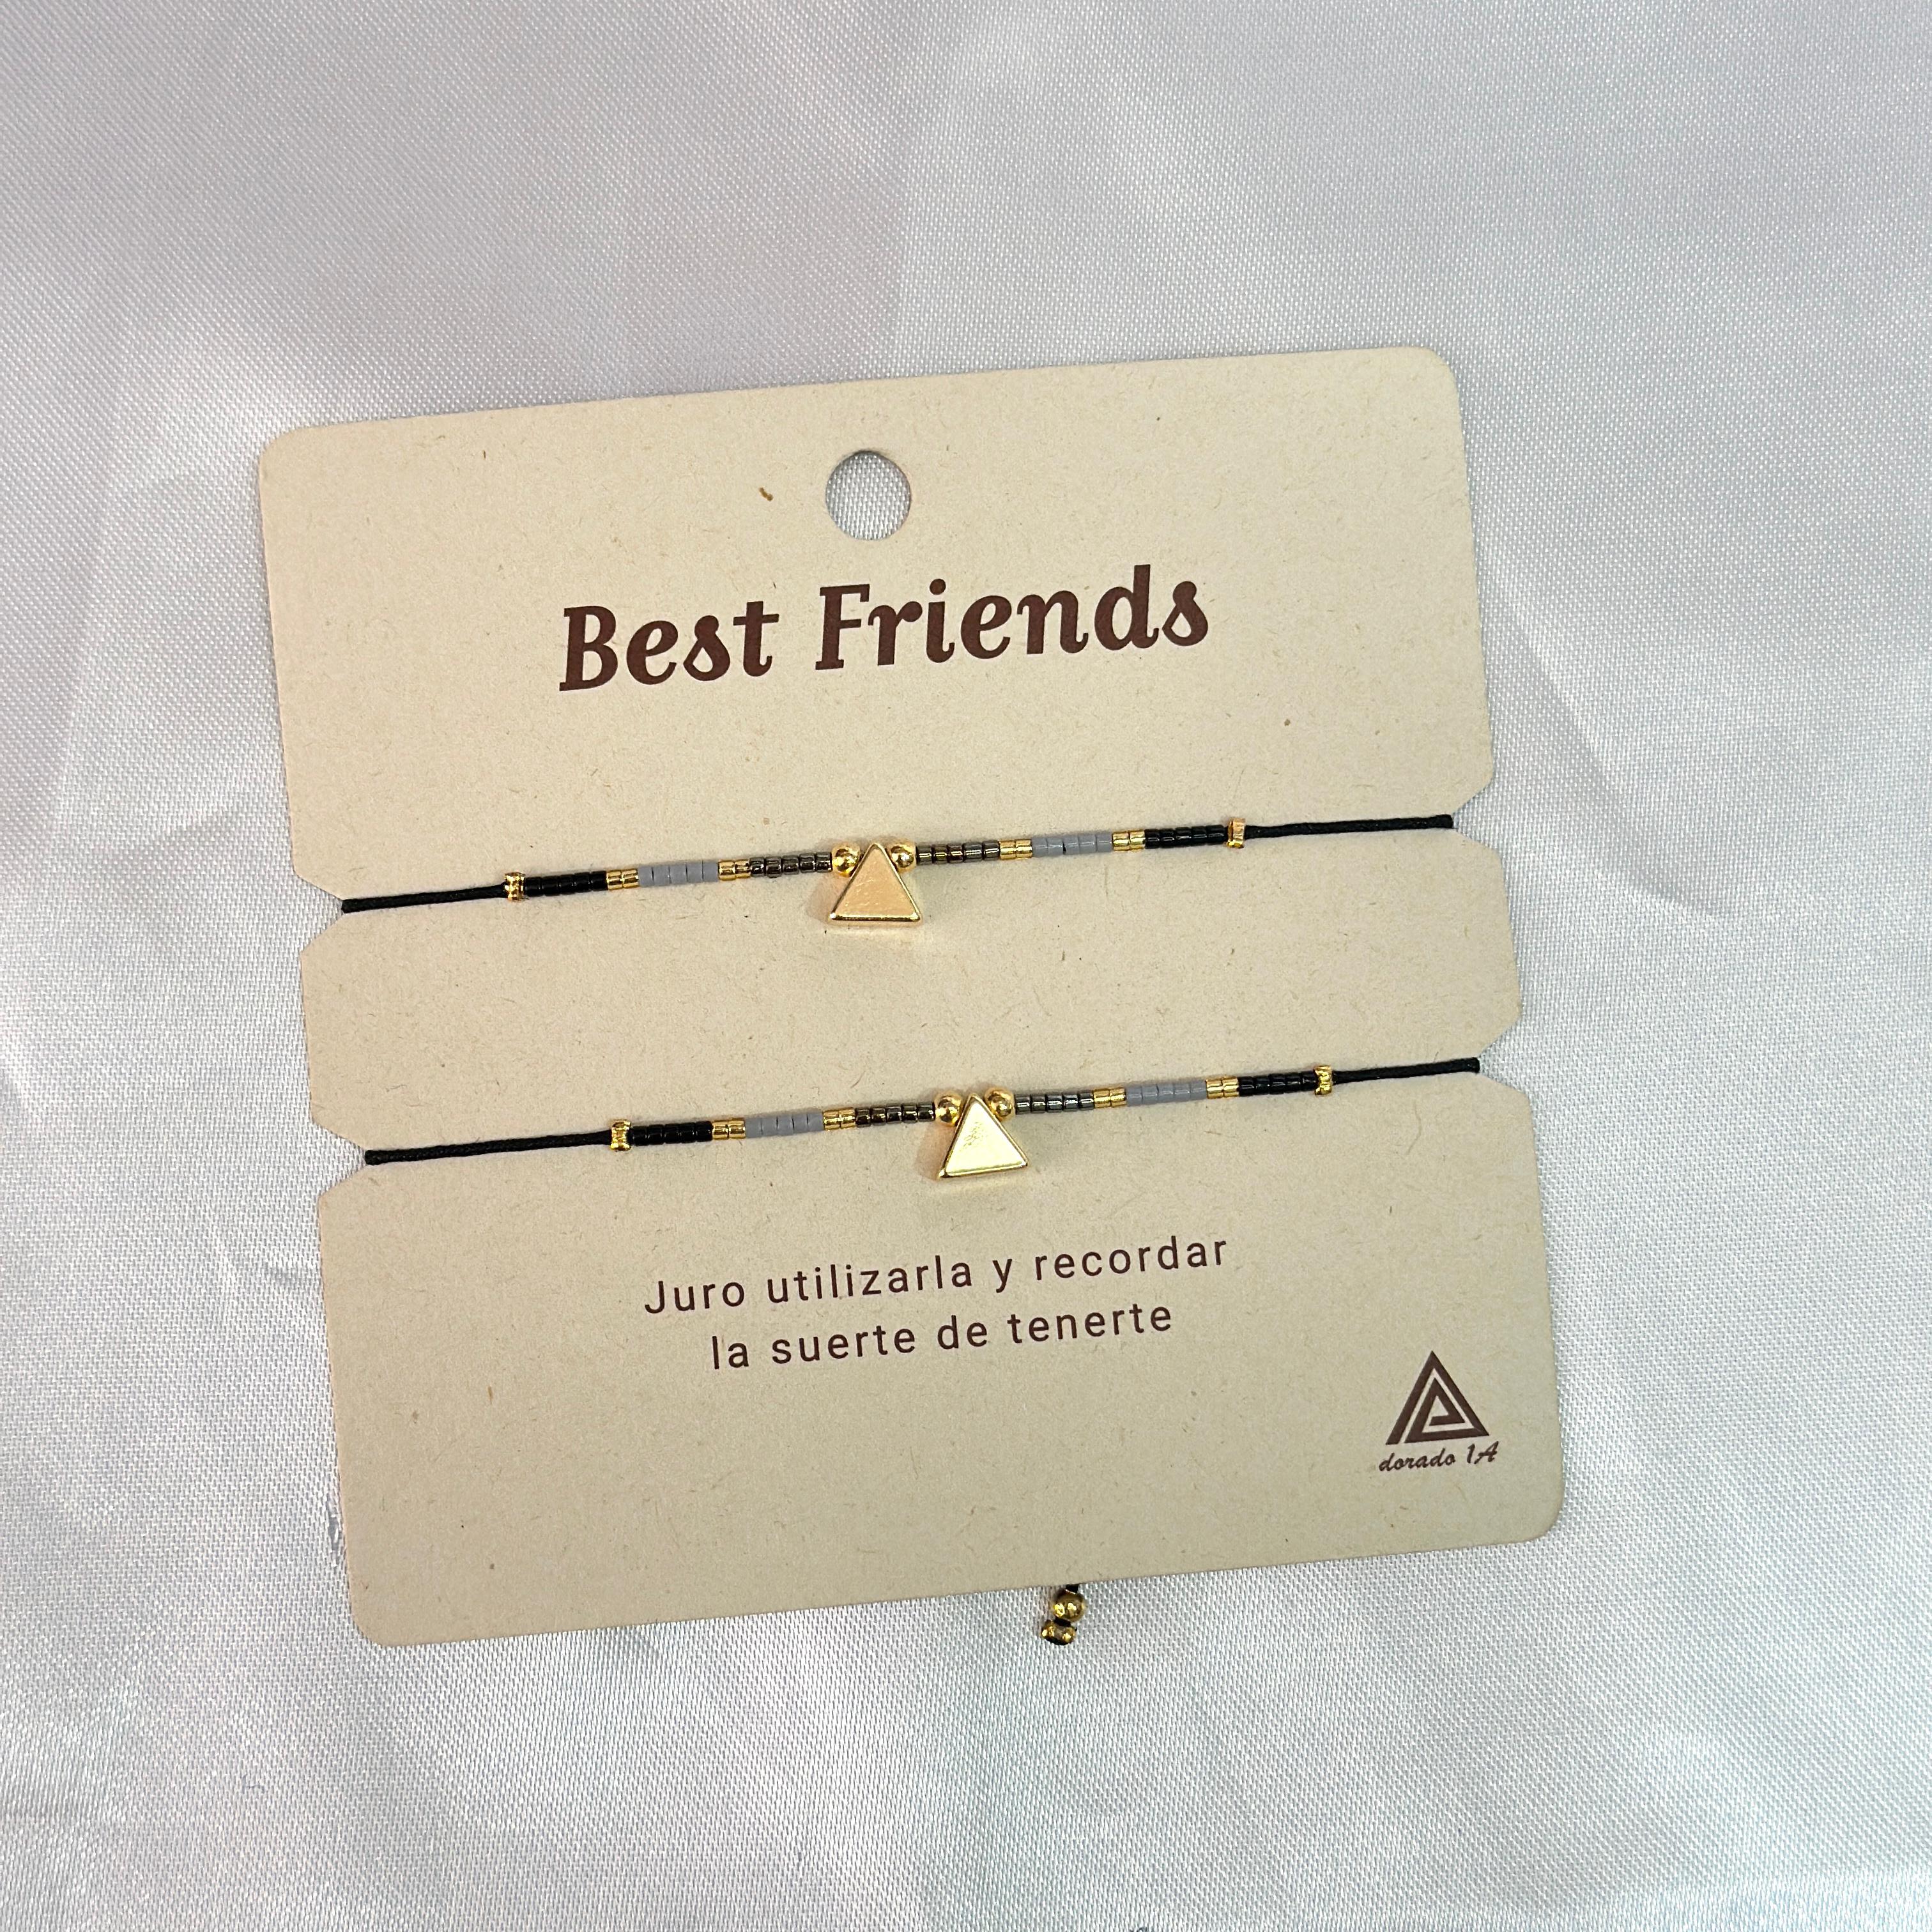 Best Friends
Juro utilizarla y recordar
la suerte de tenerte
dorado 1A